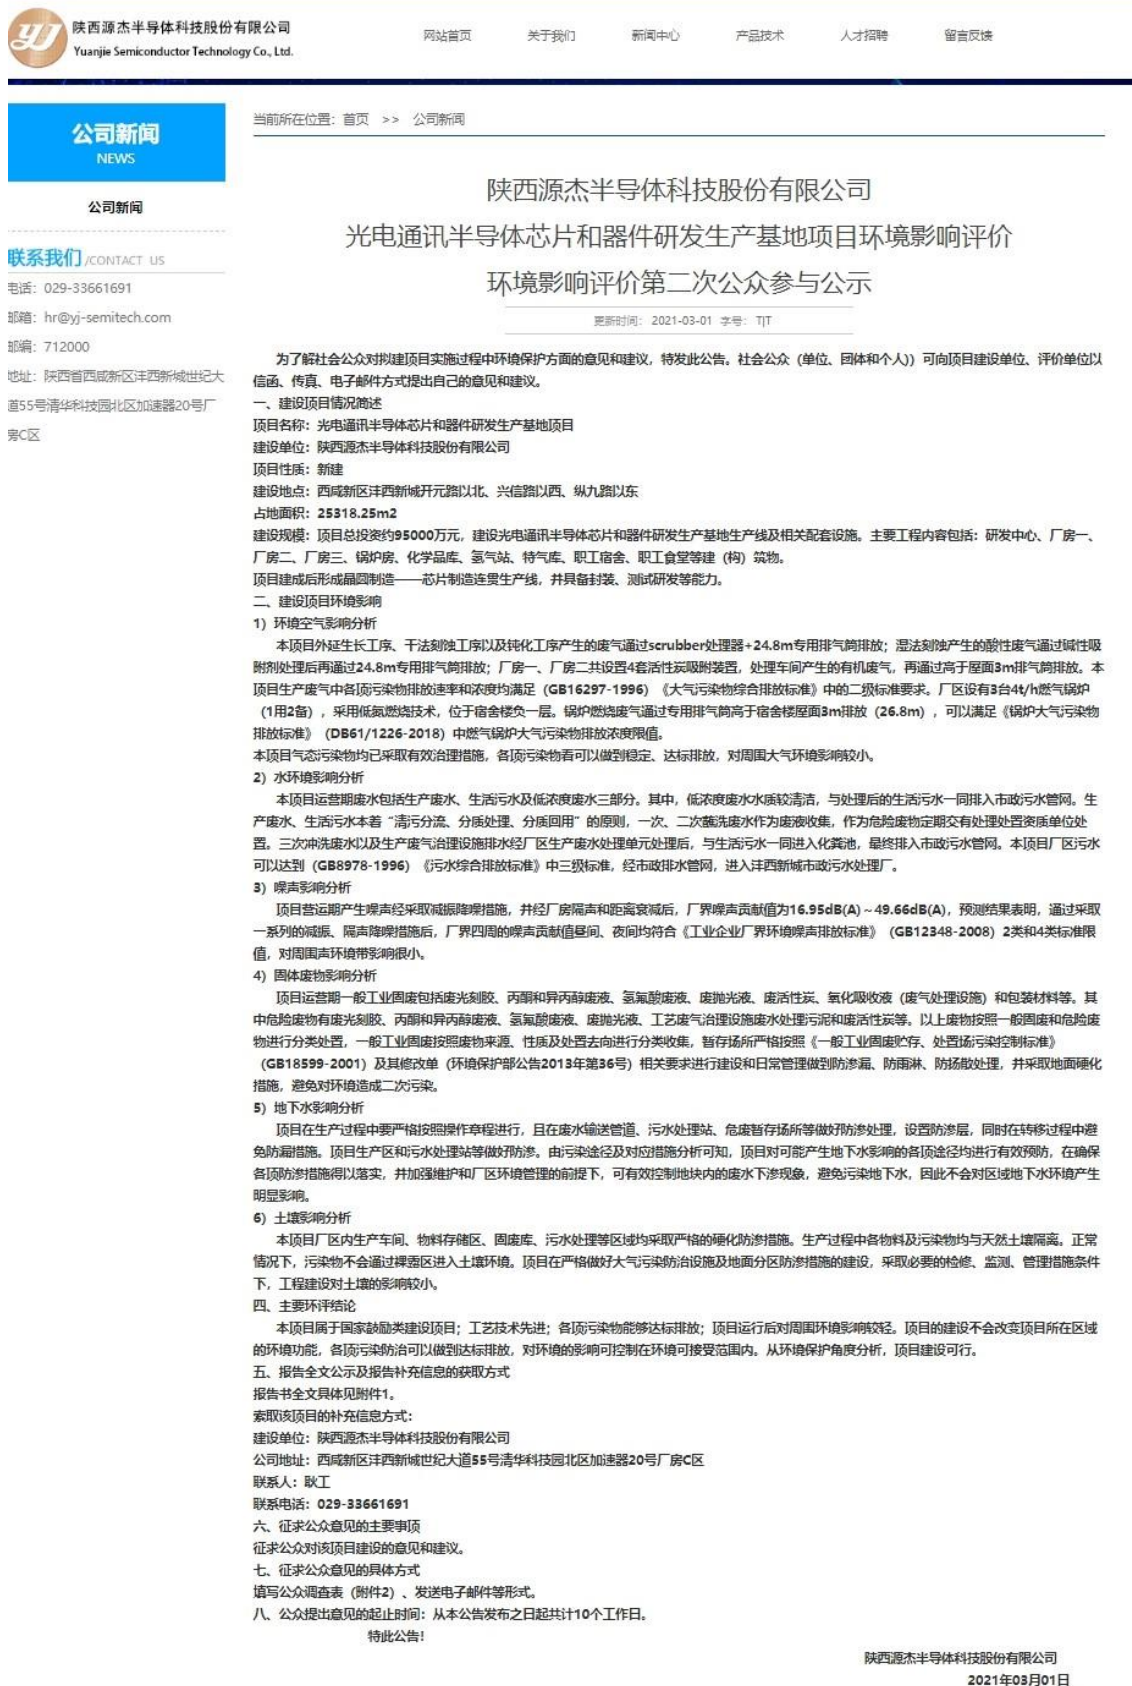 陕西源杰半导体科技股份有限公司
Yuanjie Semiconductor Technology Co., Ltd.
网站首页 关于我们 新闻中心 产品技术 人才招聘 留言反馈
公司新闻
NEWS
公司新闻
联系我们 /CONTACT US
电话：029-33661691
邮箱：hr@yj-semitech.com
邮编：712000
地址：陕西省西咸新区沣西新城世纪大
道55号清华科技园北区加速器20号厂
房C区
当前所在位置：首页 >> 公司新闻
陕西源杰半导体科技股份有限公司
光电通讯半导体芯片和器件研发生产基地项目环境影响评价
环境影响评价第二次公众参与公示
更新时间： 2021-03-01 字号： T|T
为了解社会公众对拟建项目实施过程中环境保护方面的意见和建议，特发此公告。社会公众（单位、团体和个人））可向项目建设单位、评价单位以
信函、传真、电子邮件方式提出自己的意见和建议。
一、建设项目情况简述
项目名称：光电通讯半导体芯片和器件研发生产基地项目
建设单位：陕西源杰半导体科技股份有限公司
项目性质：新建
建设地点：西咸新区沣西新城开元路以北、兴信路以西、纵九路以东
占地面积：25318.25m2
建设规模：项目总投资约95000万元，建设光电通讯半导体芯片和器件研发生产基地生产线及相关配套设施。主要工程内容包括：研发中心、厂房一、
厂房二、厂房三、锅炉房、化学品库、氢气站、特气库、职工宿舍、职工食堂等建（构）筑物。
项目建成后形成晶圆制造——芯片制造连贯生产线，并具备封装、测试研发等能力。
二、建设项目环境影响
1）环境空气影响分析
本项目外延生长工序、干法刻蚀工序以及钝化工序产生的废气通过scrubber处理器+24.8m专用排气筒排放；湿法刻蚀产生的酸性废气通过碱性吸
附剂处理后再通过24.8m专用排气筒排放；厂房一、厂房二共设置4套活性炭吸附装置，处理车间产生的有机废气，再通过高于屋面3m排气筒排放。本
项目生产废气中各项污染物排放速率和浓度均满足（GB16297-1996）《大气污染物综合排放标准》中的二级标准要求。厂区设有3台4t/h燃气锅炉
（1用2备），采用低氮燃烧技术，位于宿舍楼负一层。锅炉燃烧废气通过专用排气筒高于宿舍楼屋面3m排放（26.8m），可以满足《锅炉大气污染物
排放标准》（DB61/1226-2018）中燃气锅炉大气污染物排放浓度限值。
本项目气态污染物均已采取有效治理措施，各项污染物看可以做到稳定、达标排放，对周围大气环境影响较小。
2）水环境影响分析
本项目运营期废水包括生产废水、生活污水及低浓度废水三部分。其中，低浓度废水水质较清洁，与处理后的生活污水一同排入市政污水管网。生
产废水、生活污水本着“清污分流、分质处理、分质回用”的原则，一次、二次蘸洗废水作为废液收集，作为危险废物定期交有处理处置资质单位处
置。三次冲洗废水以及生产废气治理设施排水经厂区生产废水处理单元处理后，与生活污水一同进入化粪池，最终排入市政污水管网。本项目厂区污水
可以达到（GB8978-1996）《污水综合排放标准》中三级标准，经市政排水管网，进入沣西新城市政污水处理厂。
3）噪声影响分析
项目营运期产生噪声经采取减振降噪措施，并经厂房隔声和距离衰减后，厂界噪声贡献值为16.95dB(A)～49.66dB(A)，预测结果表明，通过采取
一系列的减振、隔声降噪措施后，厂界四周的噪声贡献值昼间、夜间均符合《工业企业厂界环境噪声排放标准》（GB12348-2008）2类和4类标准限
值，对周围声环境带影响很小。
4）固体废物影响分析
项目运营期一般工业固废包括废光刻胶、丙酮和异丙醇废液、氢氟酸废液、废抛光液、废活性炭、氧化吸收液（废气处理设施）和包装材料等。其
中危险废物有废光刻胶、丙酮和异丙醇废液、氢氟酸废液、废抛光液、工艺废气治理设施废水处理污泥和废活性炭等。以上废物按照一般固废和危险废
物进行分类处置，一般工业固废按照废物来源、性质及处置去向进行分类收集，暂存场所严格按照《一般工业固废贮存、处置场污染控制标准》
（GB18599-2001）及其修改单（环境保护部公告2013年第36号）相关要求进行建设和日常管理做到防渗漏、防雨淋、防扬散处理，并采取地面硬化
措施，避免对环境造成二次污染。
5）地下水影响分析
项目在生产过程中要严格按照操作章程进行，且在废水输送管道、污水处理站、危废暂存场所等做好防渗处理，设置防渗层，同时在转移过程中避
免防漏措施。项目生产区和污水处理站等做好防渗。由污染途径及对应措施分析可知，项目对可能产生地下水影响的各项途径均进行有效预防，在确保
各项防渗措施得以落实，并加强维护和厂区环境管理的前提下，可有效控制地块内的废水下渗现象，避免污染地下水，因此不会对区域地下水环境产生
明显影响。
6）土壤影响分析
本项目厂区内生产车间、物料存储区、固废库、污水处理等区域均采取严格的硬化防渗措施。生产过程中各物料及污染物均与天然土壤隔离。正常
情况下，污染物不会通过裸露区进入土壤环境。项目在严格做好大气污染防治设施及地面分区防渗措施的建设，采取必要的检修、监测、管理措施条件
下，工程建设对土壤的影响较小。
四、主要环评结论
本项目属于国家鼓励类建设项目；工艺技术先进；各项污染物能够达标排放；项目运行后对周围环境影响较轻。项目的建设不会改变项目所在区域
的环境功能，各项污染防治可以做到达标排放，对环境的影响可控制在环境可接受范围内。从环境保护角度分析，项目建设可行。
五、报告全文公示及报告补充信息的获取方式
报告书全文具体见附件1。
索取该项目的补充信息方式：
建设单位：陕西源杰半导体科技股份有限公司
公司地址：西咸新区沣西新城世纪大道55号清华科技园北区加速器20号厂房C区
联系人：耿工
联系电话：029-33661691
六、征求公众意见的主要事项
征求公众对该项目建设的意见和建议。
七、征求公众意见的具体方式
填写公众调查表（附件2）、发送电子邮件等形式。
八、公众提出意见的起止时间：从本公告发布之日起共计10个工作日。
特此公告！
陕西源杰半导体科技股份有限公司
2021年03月01日